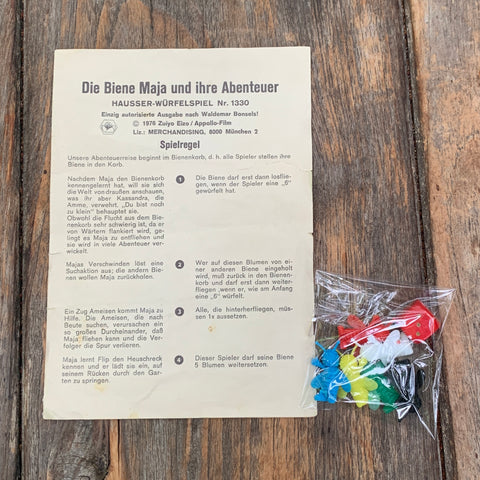 Die Biene Maja und ihre Abenteuer
HAUSSER-WÜRFELSPIEL Nr. 1330
Einzig autorisierte Ausgabe nach Waldemar Bonsels!
© 1976 Zuiyo Eizo / Appollo-Film
Liz.: MERCHANDISING, 8000 München 2
Spielregel
Unsere Abenteuerreise beginnt im Bienenkorb, d. h. alle Spieler stellen ihre
Biene in den Korb.
Nachdem Maja den Bienenkorb
kennengelernt hat, will sie sich
die Welt von draußen anschauen,
was ihr aber Kassandra, die
Amme, verwehrt. „Du bist noch
zu klein" behauptet sie.
Obwohl die Flucht aus dem Bie-
nenkorb sehr schwierig ist, da er
von Wärtern flankiert wird, ge-
lingt es Maja zu entfliehen und
sie wird in viele Abenteuer ver-
wickelt.
1
Die Biene darf erst dann losflie-
gen, wenn der Spieler eine „6"
gewürfelt hat.
Majas Verschwinden löst eine
Suchaktion aus; die andern Bie-
nen wollen Maja zurückholen.
2
Wer auf diesen Blumen von ei-
ner anderen Biene eingeholt
wird, muß zurück in den Bienen-
korb und darf erst dann weiter-
fliegen, wenn er, wie am Anfang
eine „6" würfelt.
Ein Zug Ameisen kommt Maja zu
Hilfe. Die Ameisen, die nach
Beute suchen, verursachen ein
so großes Durcheinander, daß
Maja fliehen kann und die Ver-
folger die Spur verlieren.
3
Alle, die hinterherfliegen, müs-
sen 1x aussetzen.
Maja lernt Flip den Heuschreck
kennen und er lädt sie ein, auf
seinem Rücken durch den Gar-
ten zu springen.
4
Dieser Spieler darf seine Biene
5 Blumen weitersetzen.